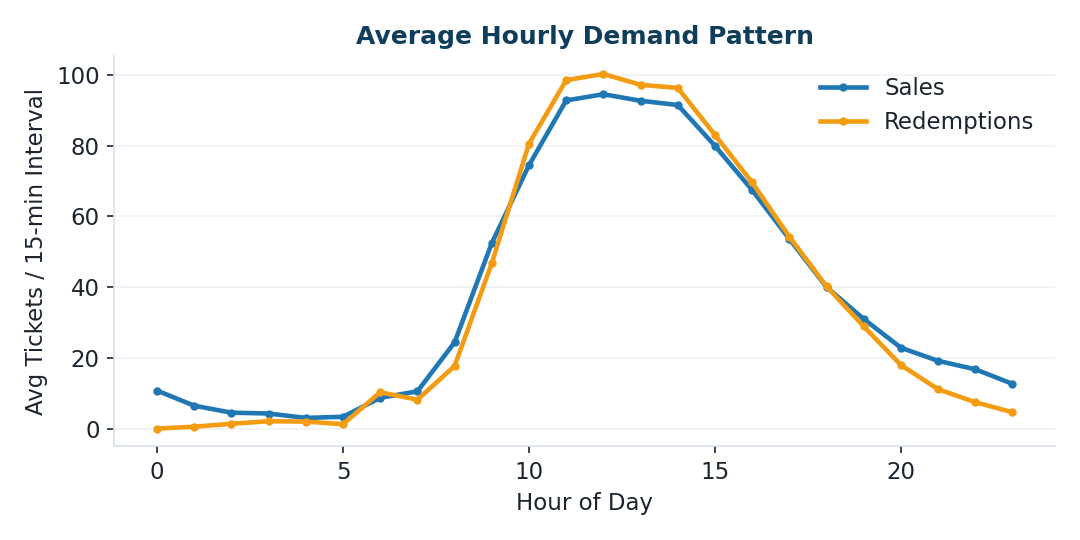 Average Hourly Demand Pattern
Avg Tickets / 15-min Interval
100
80
60
40
20
0
Sales
Redemptions
0 5 10 15 20
Hour of Day